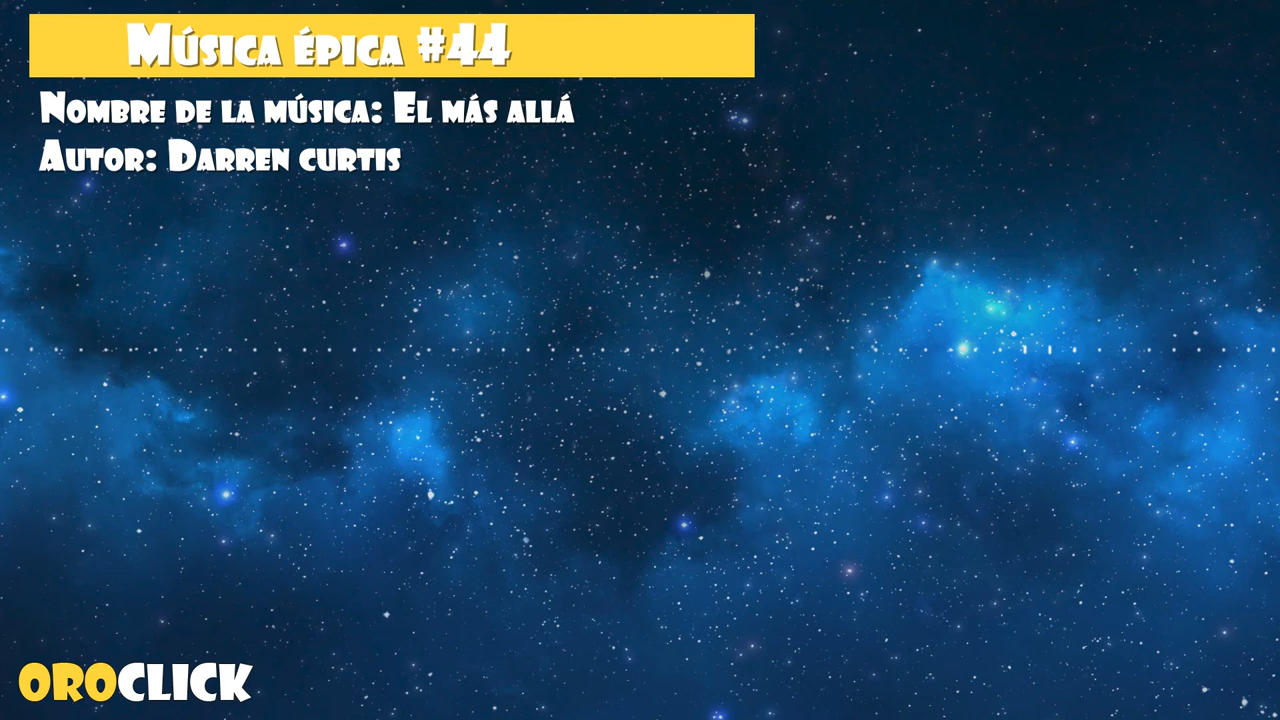 Música épica #44
Nombre de la música: El más allá
Autor: Darren curtis
OROCLICK